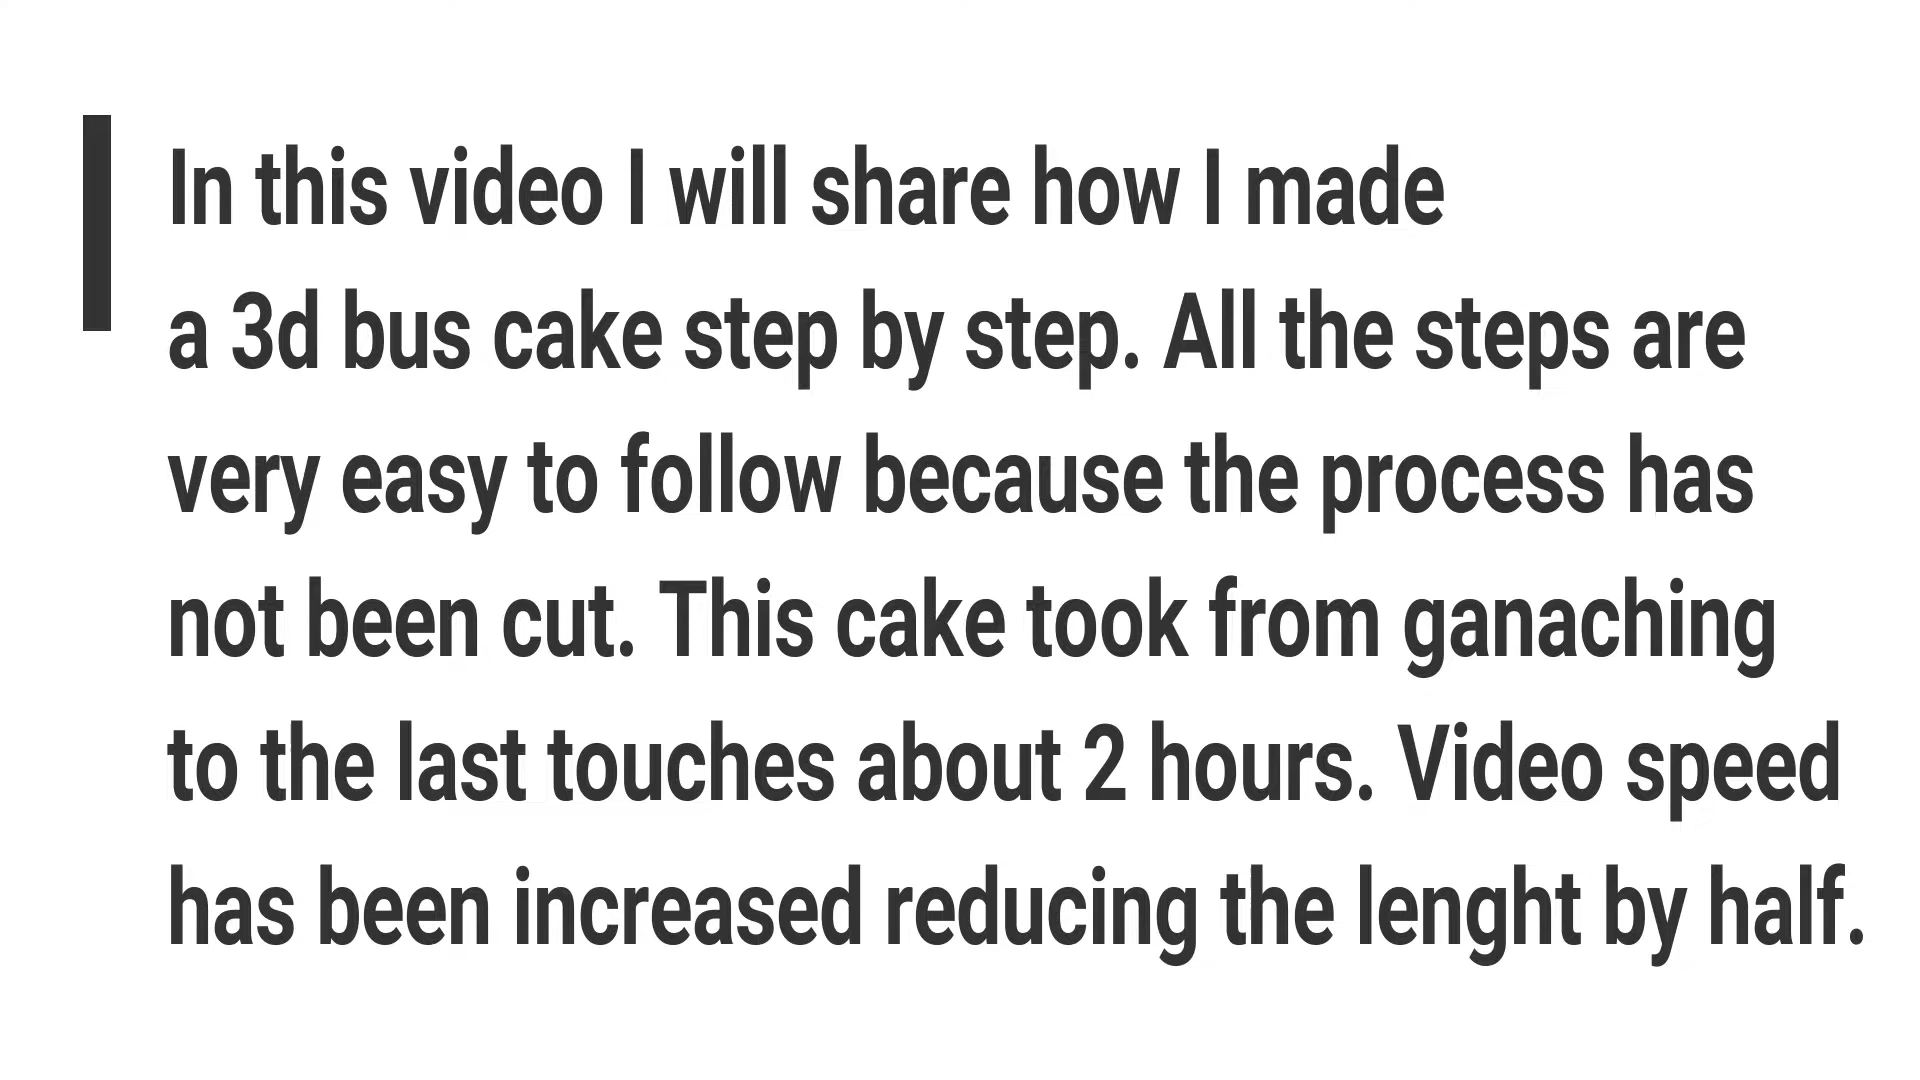 In this video I will share how I made
a 3d bus cake step by step. All the steps are
very easy to follow because the process has
not been cut. This cake took from ganaching
to the last touches about 2 hours. Video speed
has been increased reducing the lenght by half.